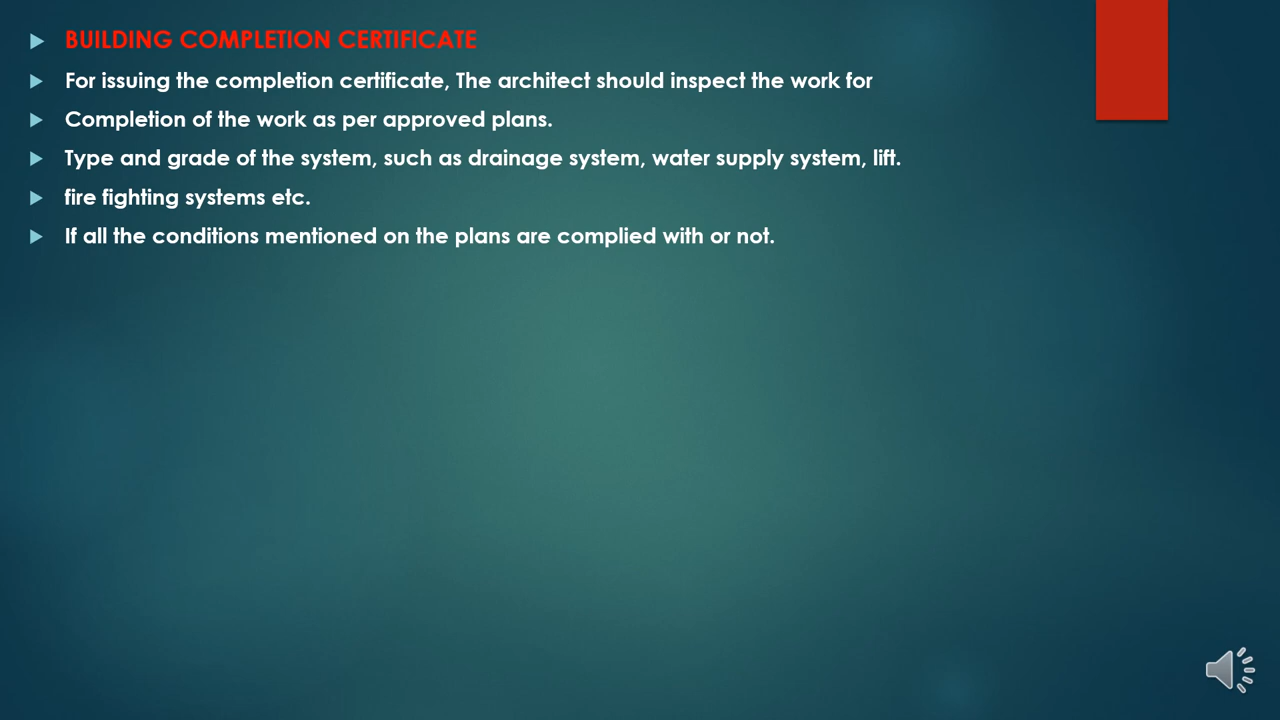 BUILDING COMPLETION CERTIFICATE
For issuing the completion certificate, The architect should inspect the work for
Completion of the work as per approved plans.
Type and grade of the system, such as drainage system, water supply system, lift.
fire fighting systems etc.
If all the conditions mentioned on the plans are complied with or not.